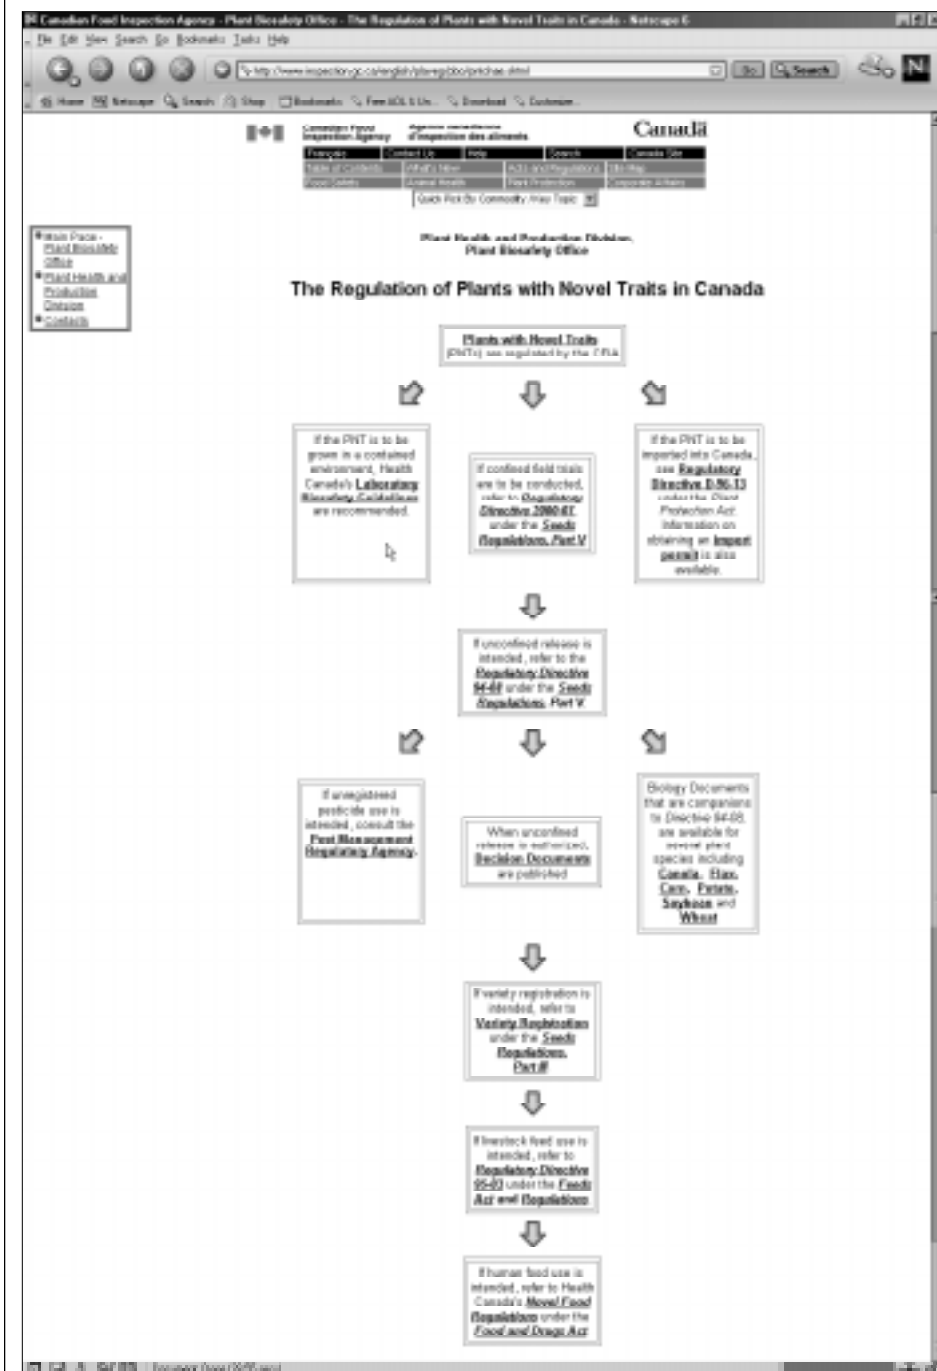 Canadian Food Inspection Agency - Plant Biosafety Office - The Regulation of Plants with Novel Traits in Canada - Netscape 6
File Edit View Search Go Bookmarks Tasks Help
Go Search N
Home Netscape Search Shop Bookmarks Download Customize...
Canadian Food Inspection Agency
Agence canadienne d'inspection des aliments
Canada
Français Contact Us Help Search Canada Site
Table of Contents What's New Acts and Regulations Site Map
Food Safety Animal Health Plant Protection Corporate Affairs
Quick Pick By Commodity /Key Topic
Main Page -
Plant Biosafety
Office
Plant Health and
Production
Division
Contacts
Plant Health and Production Division,
Plant Biosafety Office
The Regulation of Plants with Novel Traits in Canada
Plants with Novel Traits
(PNTs) are regulated by the CFIA
If the PNT is to be
grown in a contained
environment, Health
Canada's Laboratory
Biosafety Guidelines
are recommended.
If confined field trials
are to be conducted,
refer to Regulatory
Directive 2000-07,
under the Seeds
Regulations, Part V
If the PNT is to be
imported into Canada,
see Regulatory
Directive D-96-13
under the Plant
Protection Act.
Information on
obtaining an import
permit is also
available.
If unconfined release is
intended, refer to the
Regulatory Directive
94-08 under the Seeds
Regulations, Part V.
If unregistered
pesticide use is
intended, consult the
Pest Management
Regulatory Agency.
When unconfined
release is authorized,
Decision Documents
are published
Biology Documents
that are companions
to Directive 94-08,
are available for
several plant
species including
Canola, Flax,
Corn, Potato,
Soybean and
Wheat
If variety registration is
intended, refer to
Variety Registration
under the Seeds
Regulations,
Part III
If livestock feed use is
intended, refer to
Regulatory Directive
95-03 under the Feeds
Act and Regulations
If human food use is
intended, refer to Health
Canada's Novel Food
Regulations under the
Food and Drugs Act